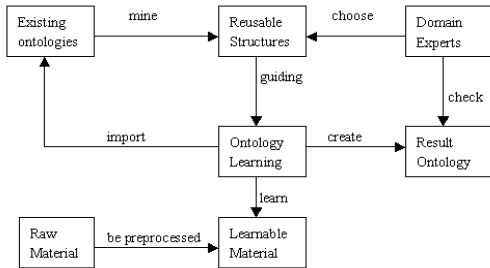 Existing
ontologies
mine
Reusable
Structures
choose
Domain
Experts
guiding
check
import
Ontology
Learning
create
Result
Ontology
learn
Raw
Material
be preprocessed
Learnable
Material